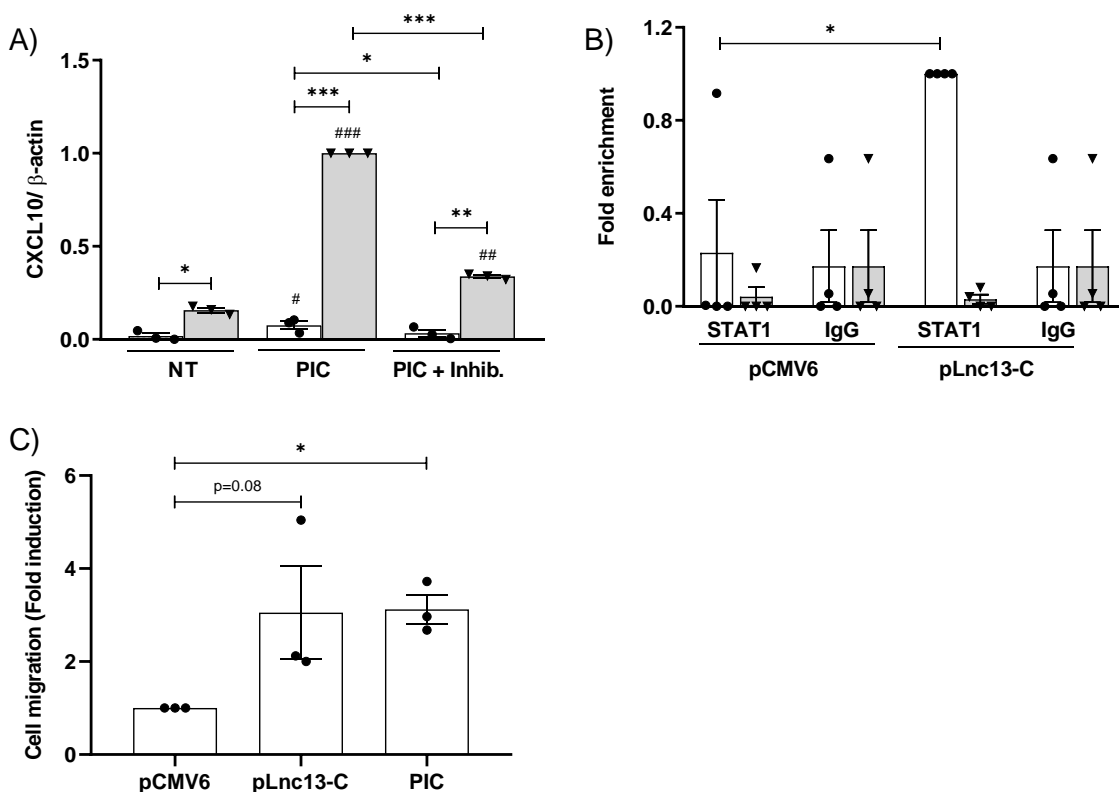 A)
***
*
***
###
**
##
*
#
CXCL10/ β-actin
1.5
1.0
0.5
0.0
NT
PIC
PIC + Inhib.
B)
*
Fold enrichment
1.2
0.8
0.4
0.0
STAT1
IgG
STAT1
IgG
pCMV6
pLnc13-C
C)
*
p=0.08
Cell migration (Fold induction)
6
4
2
0
pCMV6
pLnc13-C
PIC